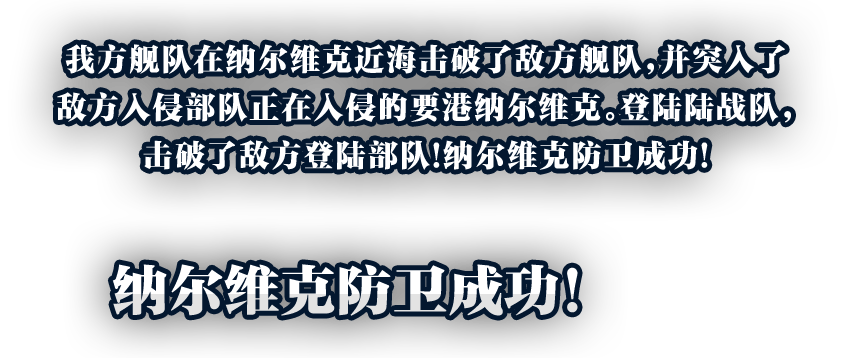 我方舰队在纳尔维克近海击破了敌方舰队，并突入了
敌方入侵部队正在入侵的要港纳尔维克。登陆陆战队，
击破了敌方登陆部队！纳尔维克防卫成功！
纳尔维克防卫成功！